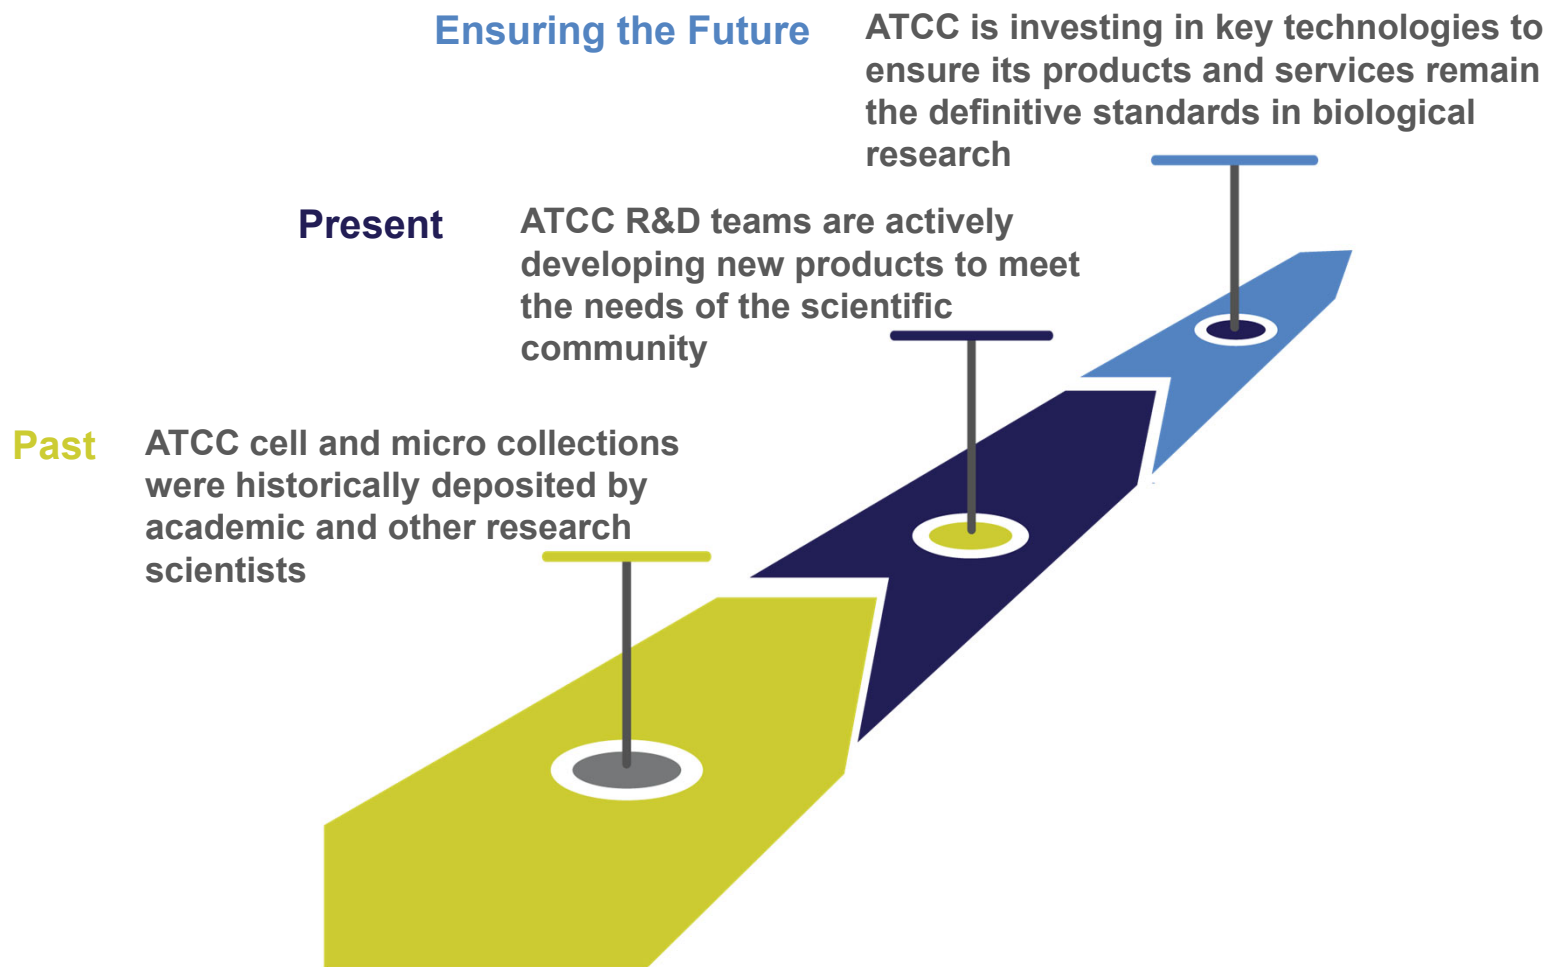 Ensuring the Future
ATCC is investing in key technologies to
ensure its products and services remain
the definitive standards in biological
research
Present
ATCC R&D teams are actively
developing new products to meet
the needs of the scientific
community
Past
ATCC cell and micro collections
were historically deposited by
academic and other research
scientists